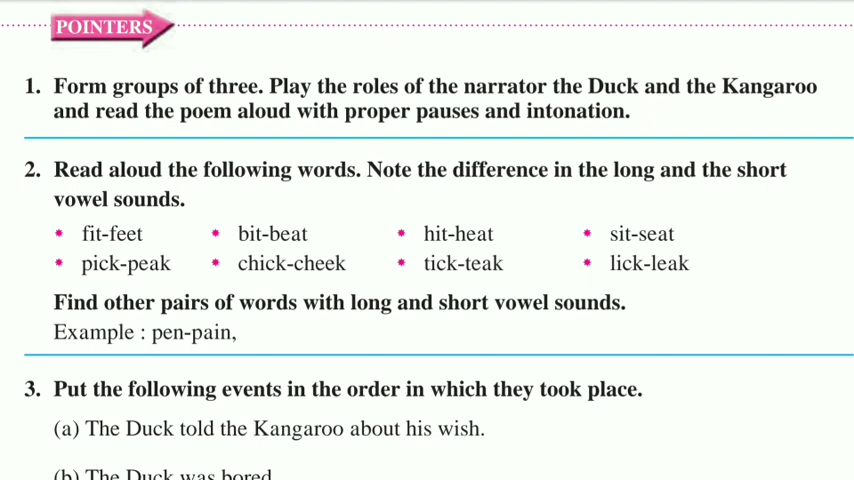 POINTERS
1. Form groups of three. Play the roles of the narrator the Duck and the Kangaroo
and read the poem aloud with proper pauses and intonation.
2. Read aloud the following words. Note the difference in the long and the short
vowel sounds.
* fit-feet * bit-beat * hit-heat * sit-seat
* pick-peak * chick-cheek * tick-teak * lick-leak
Find other pairs of words with long and short vowel sounds.
Example : pen-pain,
3. Put the following events in the order in which they took place.
(a) The Duck told the Kangaroo about his wish.
(b) The Duck was bored